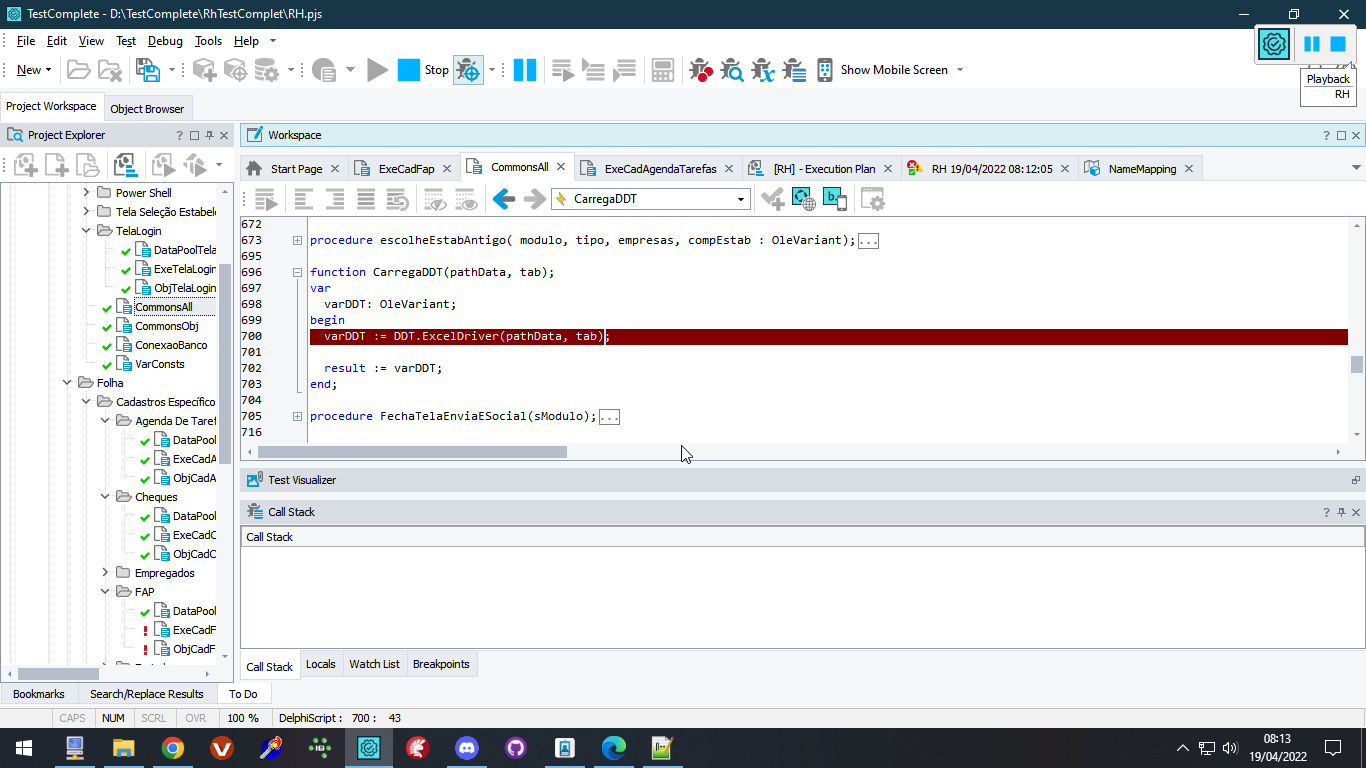 TestComplete - D:\TestComplete\RhTestComplet\RH.pjs
File Edit View Test Debug Tools Help
New Stop Show Mobile Screen
Playback
RH
Project Workspace Object Browser
Project Explorer ?
Workspace ?
Start Page ExeCadFap CommonsAll ExeCadAgendaTarefas [RH] - Execution Plan RH 19/04/2022 08:12:05 NameMapping
CarregaDDT
Power Shell
Tela Seleção Estabele
TelaLogin
DataPoolTela
ExeTelaLogin
ObjTelaLogin
CommonsAll
CommonsObj
ConexaoBanco
VarConsts
Folha
Cadastros Específico
Agenda De Taref
DataPool
ExeCadA
ObjCadA
Cheques
DataPool
ExeCadC
ObjCadC
Empregados
FAP
DataPool
ExeCadF
ObjCadF
672
673 procedure escolheEstabAntigo( modulo, tipo, empresas, compEstab : OleVariant);...
695
696 function CarregaDDT(pathData, tab);
697 var
698 varDDT: OleVariant;
699 begin
700 varDDT := DDT.ExcelDriver(pathData, tab);
701
702 result := varDDT;
703 end;
704
705 procedure FechaTelaEnviaESocial(sModulo);...
716
Test Visualizer
Call Stack ?
Call Stack
Call Stack Locals Watch List Breakpoints
Bookmarks Search/Replace Results To Do
CAPS NUM SCRL OVR 100 % DelphiScript : 700 : 43
08:13
19/04/2022